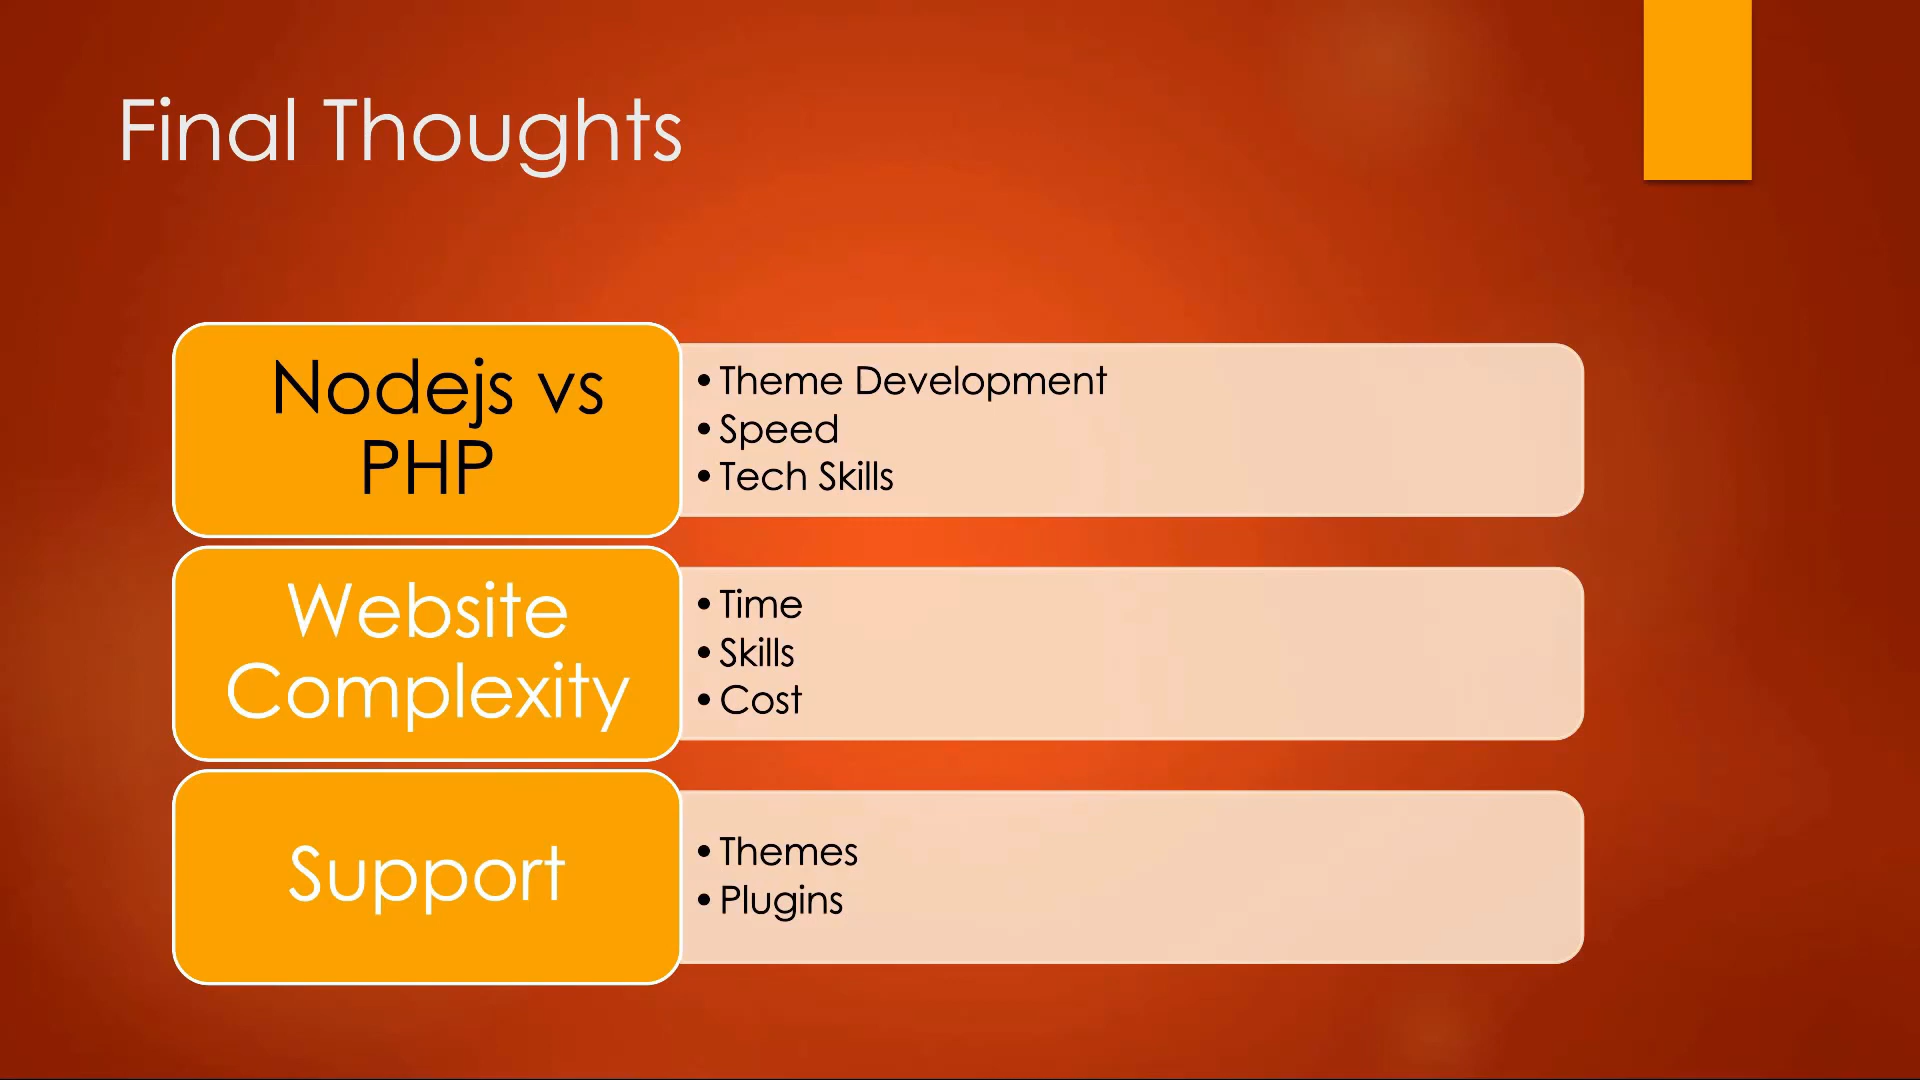 Final Thoughts
Nodejs vs
PHP
• Theme Development
• Speed
• Tech Skills
Website
Complexity
• Time
• Skills
• Cost
Support
• Themes
• Plugins